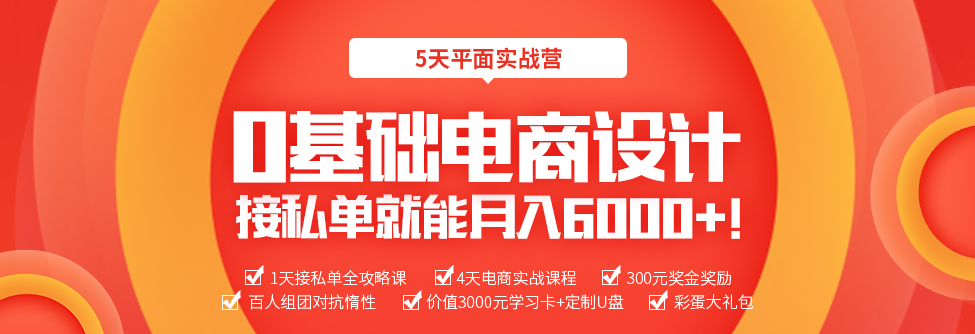 5天平面实战营
0基础电商设计
接私单就能月入6000+!
1天接私单全攻略课 4天电商实战课程 300元奖金奖励
百人组团对抗惰性 价值3000元学习卡+定制U盘 彩蛋大礼包